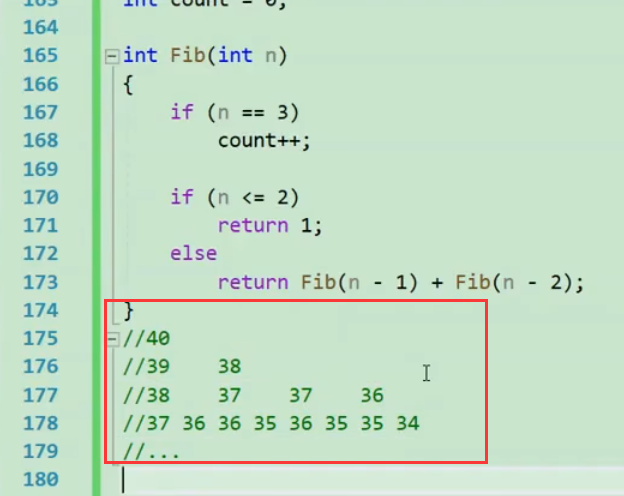 163 int count = 0;
164
165 int Fib(int n)
166 {
167 if (n == 3)
168 count++;
169
170 if (n <= 2)
171 return 1;
172 else
173 return Fib(n - 1) + Fib(n - 2);
174 }
175 //40
176 //39 38
177 //38 37 37 36
178 //37 36 36 35 36 35 35 34
179 //...
180